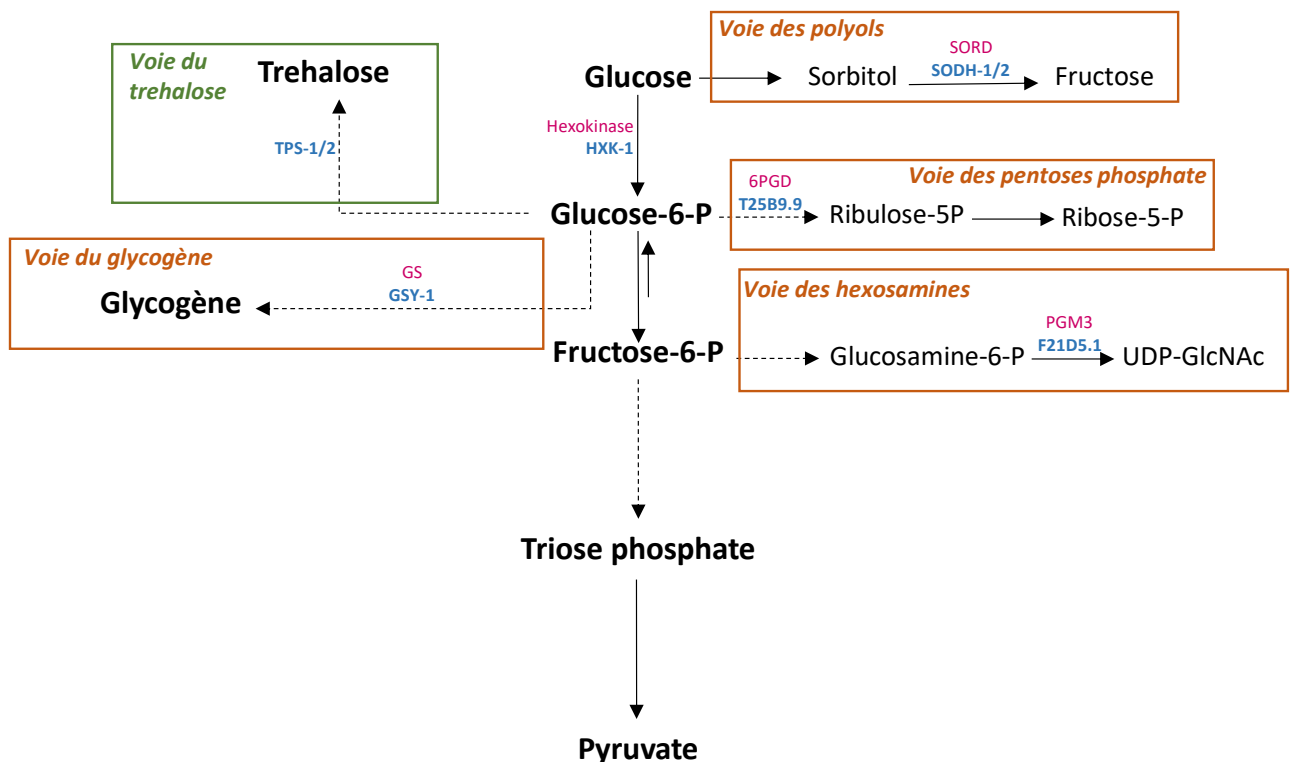 Voie des polyols
Voie du
trehalose
Trehalose
Glucose
Sorbitol
SORD
SODH-1/2
Fructose
Hexokinase
HXK-1
TPS-1/2
6PGD
T25B9.9
Voie des pentoses phosphate
Glucose-6-P
Ribulose-5P
Ribose-5-P
Voie du glycogène
GS
GSY-1
Glycogène
Voie des hexosamines
PGM3
F21D5.1
Fructose-6-P
Glucosamine-6-P
UDP-GlcNAc
Triose phosphate
Pyruvate